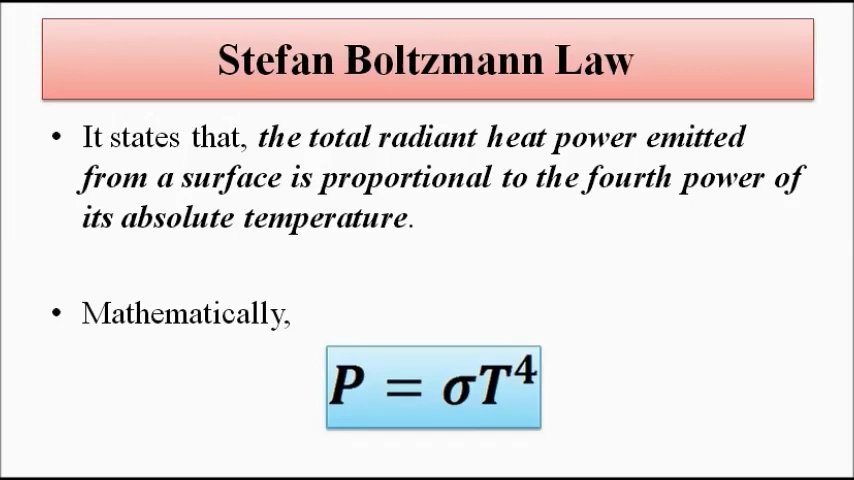 Stefan Boltzmann Law
• It states that, the total radiant heat power emitted
from a surface is proportional to the fourth power of
its absolute temperature.
• Mathematically,
P = σT⁴